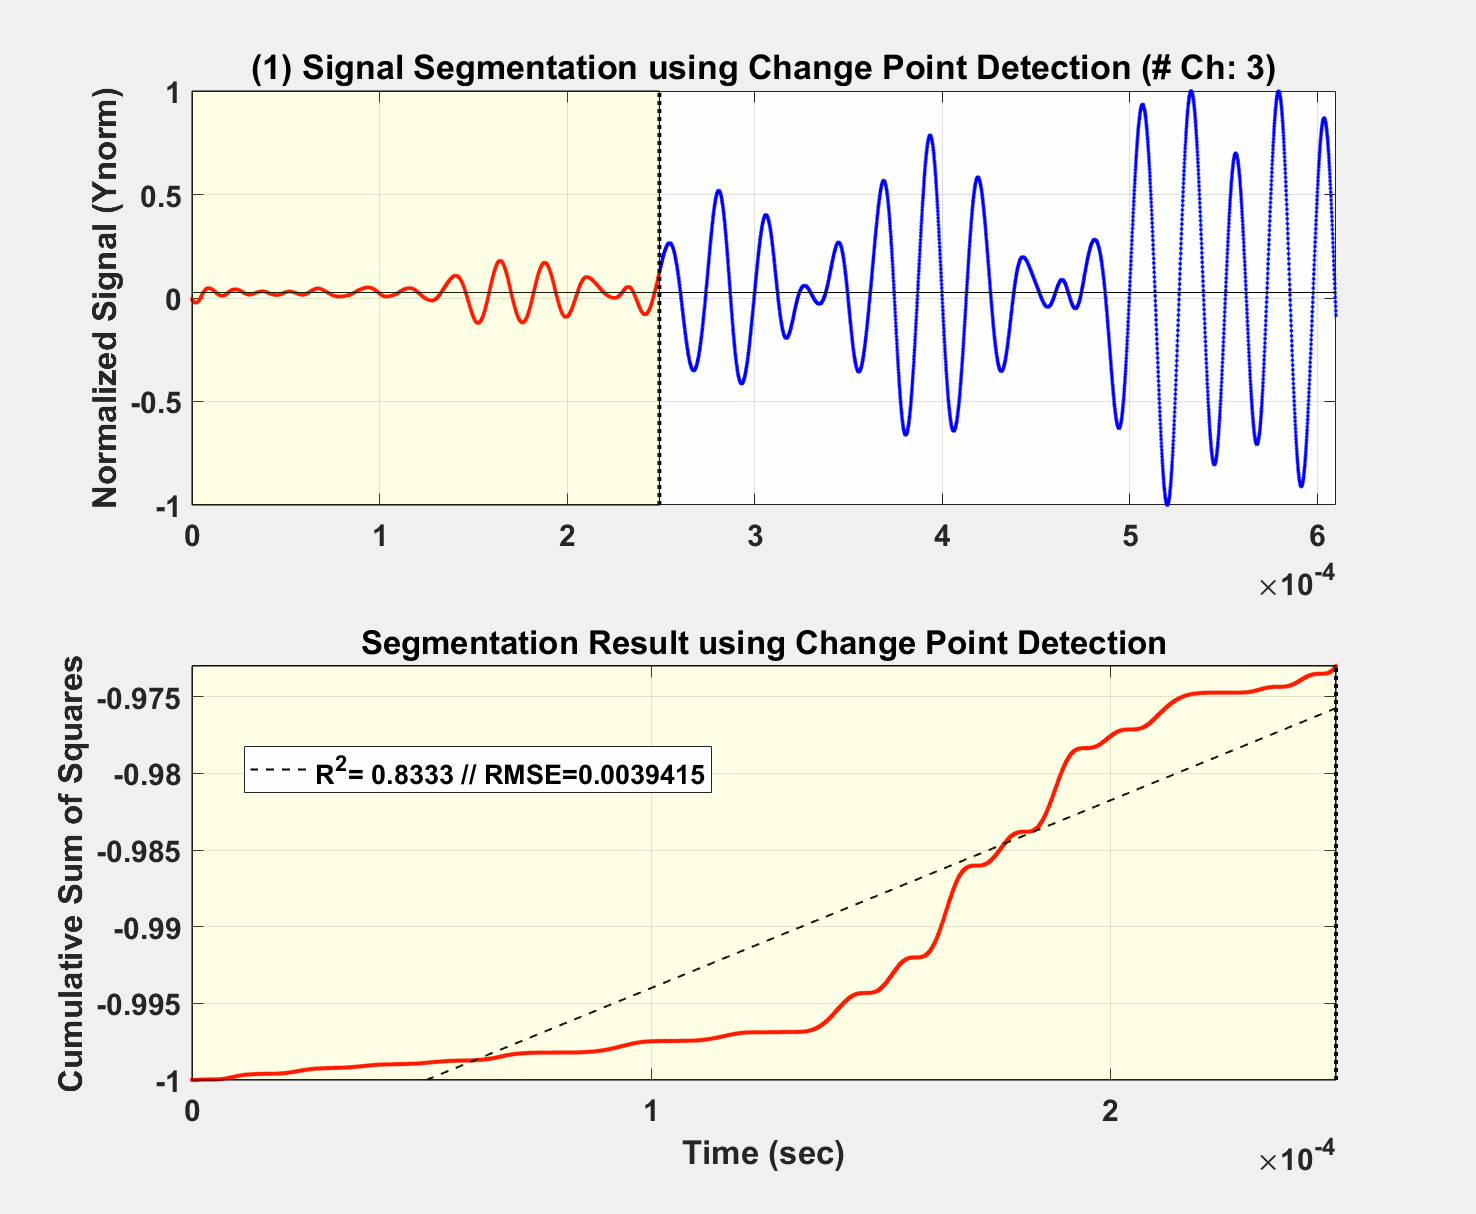 (1) Signal Segmentation using Change Point Detection (# Ch: 3)
Normalized Signal (Ynorm)
1
0.5
0
-0.5
-1
0 1 2 3 4 5 6
×10-4
Segmentation Result using Change Point Detection
Cumulative Sum of Squares
-0.975
-0.98
-0.985
-0.99
-0.995
-1
R2= 0.8333 // RMSE=0.0039415
0 1 2
Time (sec)
×10-4